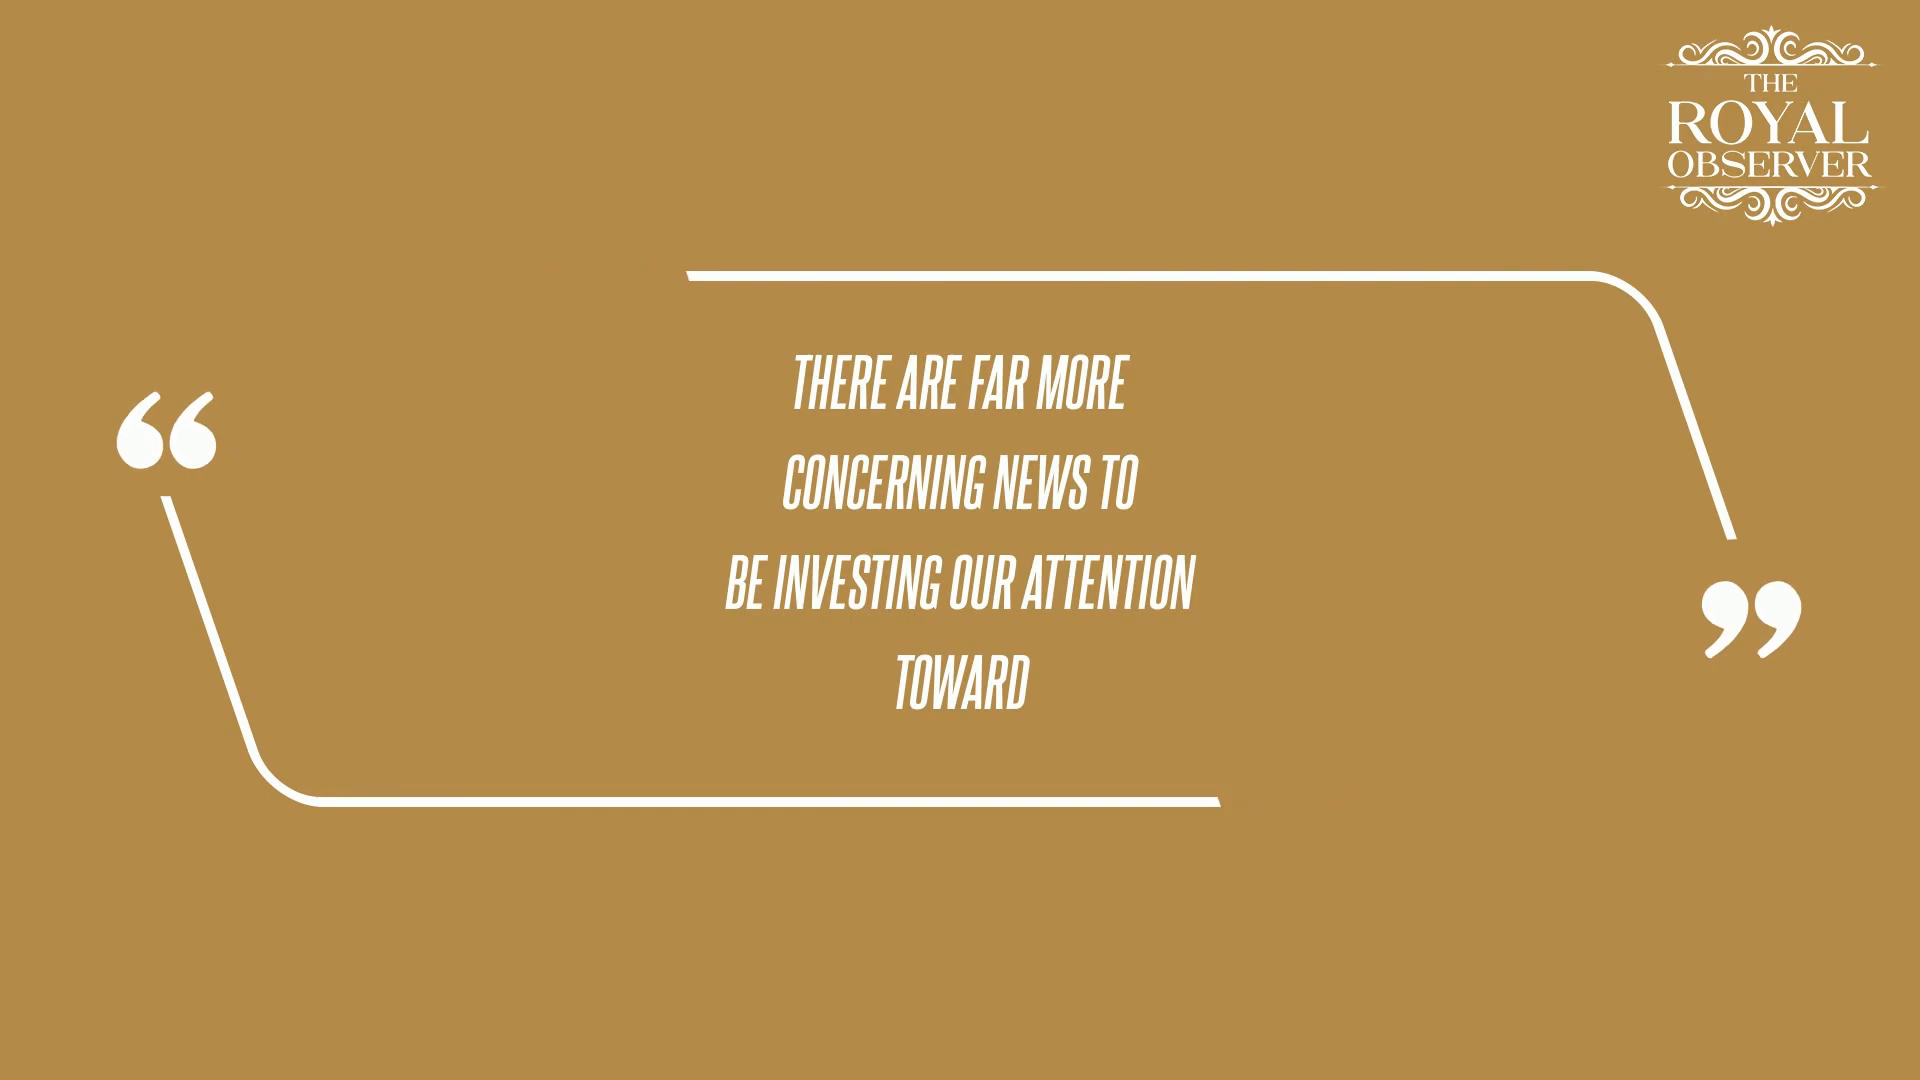 THE
ROYAL
OBSERVER
“
THERE ARE FAR MORE
CONCERNING NEWS TO
BE INVESTING OUR ATTENTION
TOWARD
”